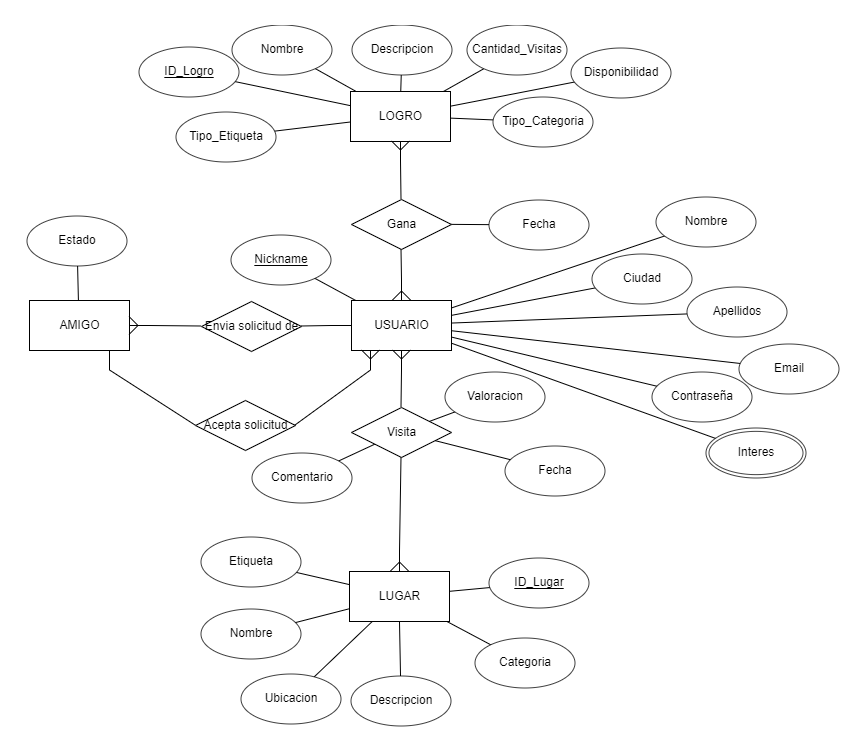 Nombre
Descripcion
Cantidad_Visitas
ID_Logro
Disponibilidad
LOGRO
Tipo_Etiqueta
Tipo_Categoria
Gana
Fecha
Nombre
Estado
Nickname
Ciudad
Apellidos
AMIGO
Envia solicitud de
USUARIO
Email
Valoracion
Contraseña
Acepta solicitud
Visita
Interes
Comentario
Fecha
Etiqueta
ID_Lugar
LUGAR
Nombre
Categoria
Ubicacion
Descripcion